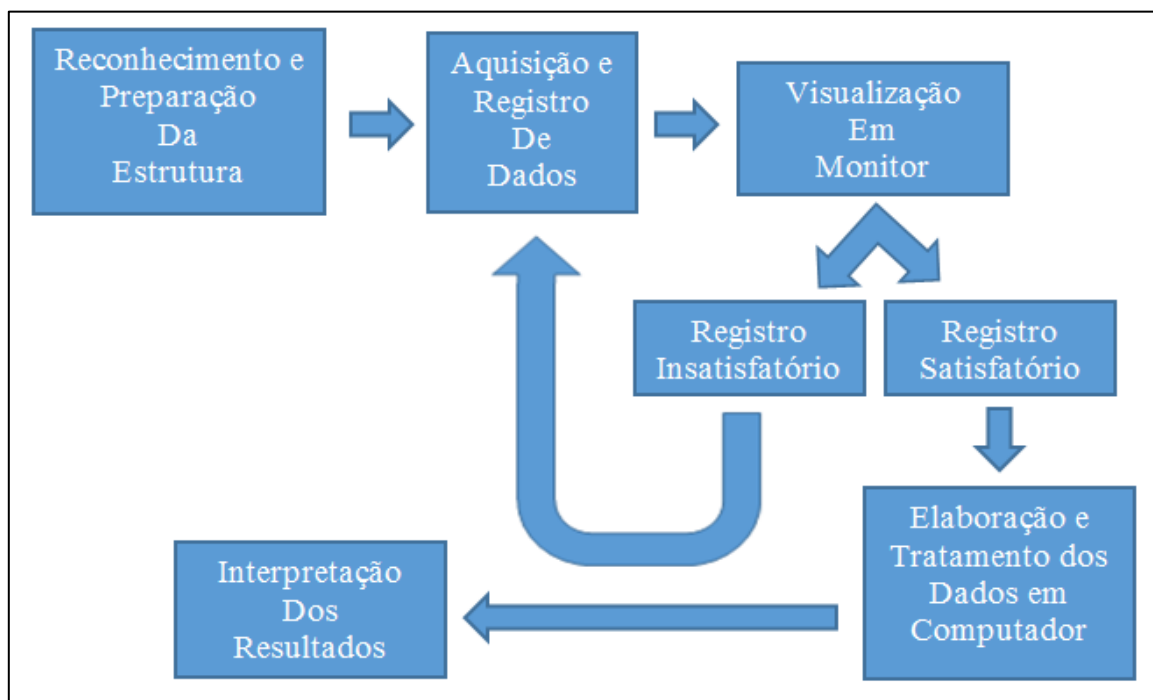 Reconhecimento e
Preparação
Da
Estrutura
Aquisição e
Registro
De
Dados
Visualização
Em
Monitor
Registro
Insatisfatório
Registro
Satisfatório
Elaboração e
Tratamento dos
Dados em
Computador
Interpretação
Dos
Resultados